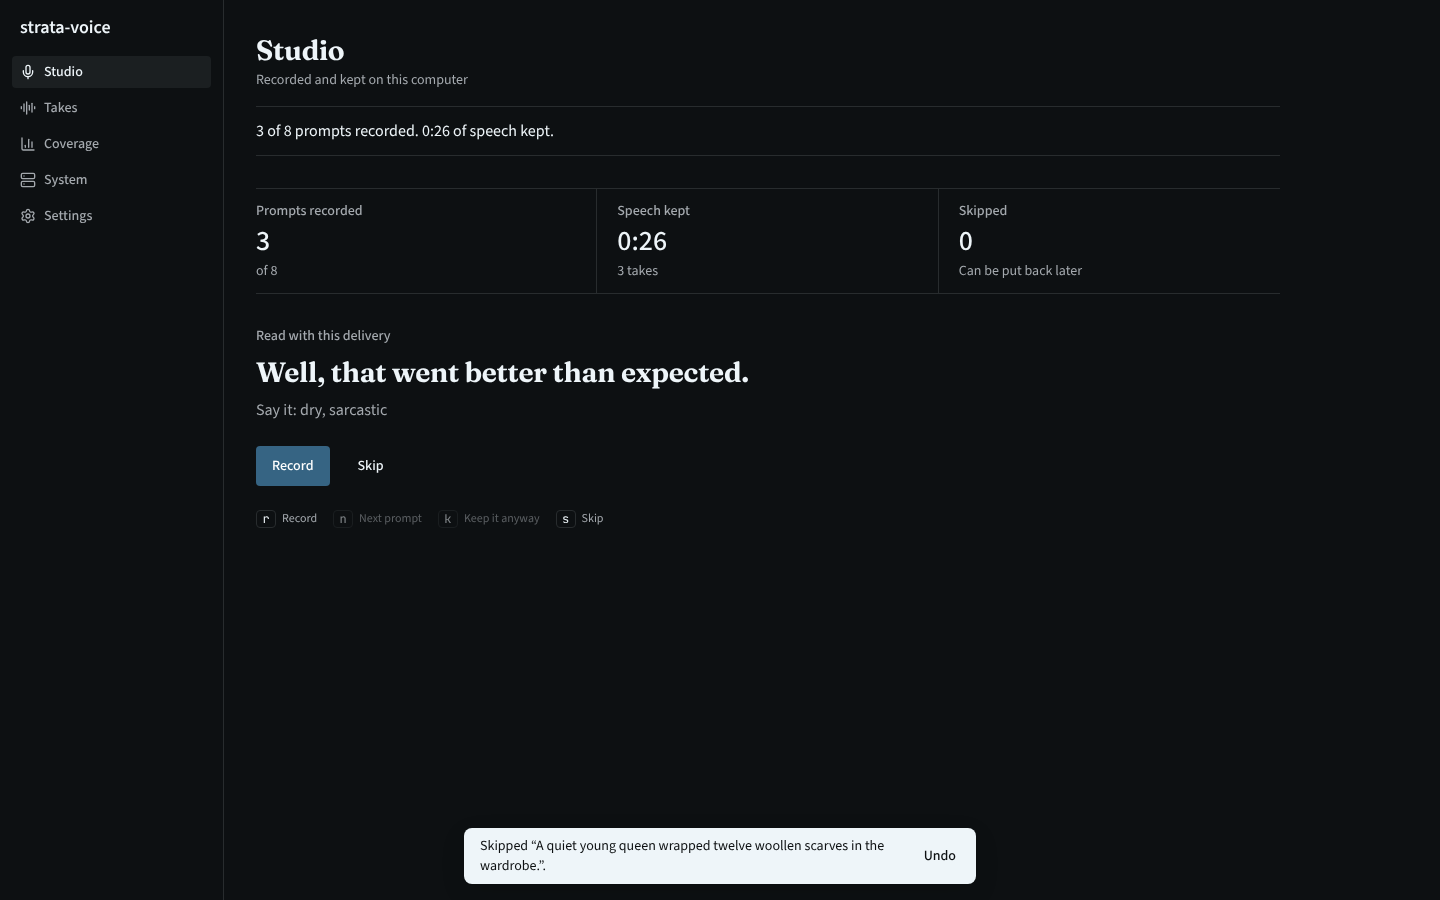 strata-voice
Studio
Takes
Coverage
System
Settings
Studio
Recorded and kept on this computer
3 of 8 prompts recorded. 0:26 of speech kept.
Prompts recorded
3
of 8
Speech kept
0:26
3 takes
Skipped
0
Can be put back later
Read with this delivery
Well, that went better than expected.
Say it: dry, sarcastic
Record
Skip
r Record n Next prompt k Keep it anyway s Skip
Skipped “A quiet young queen wrapped twelve woollen scarves in the
wardrobe.”.
Undo